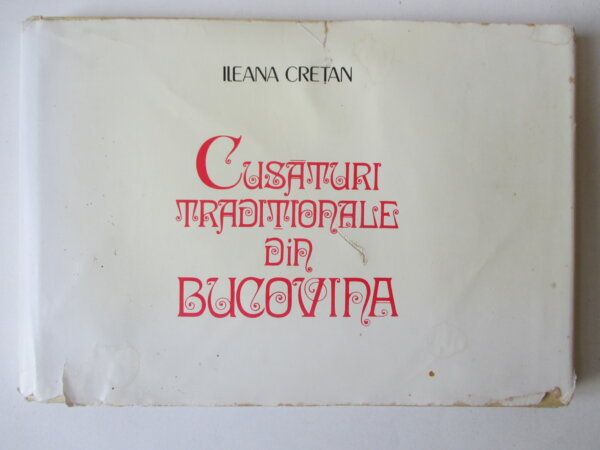 ILEANA CREȚAN
CUSĂTURI
TRADIȚIONALE
DIN
BUCOVINA